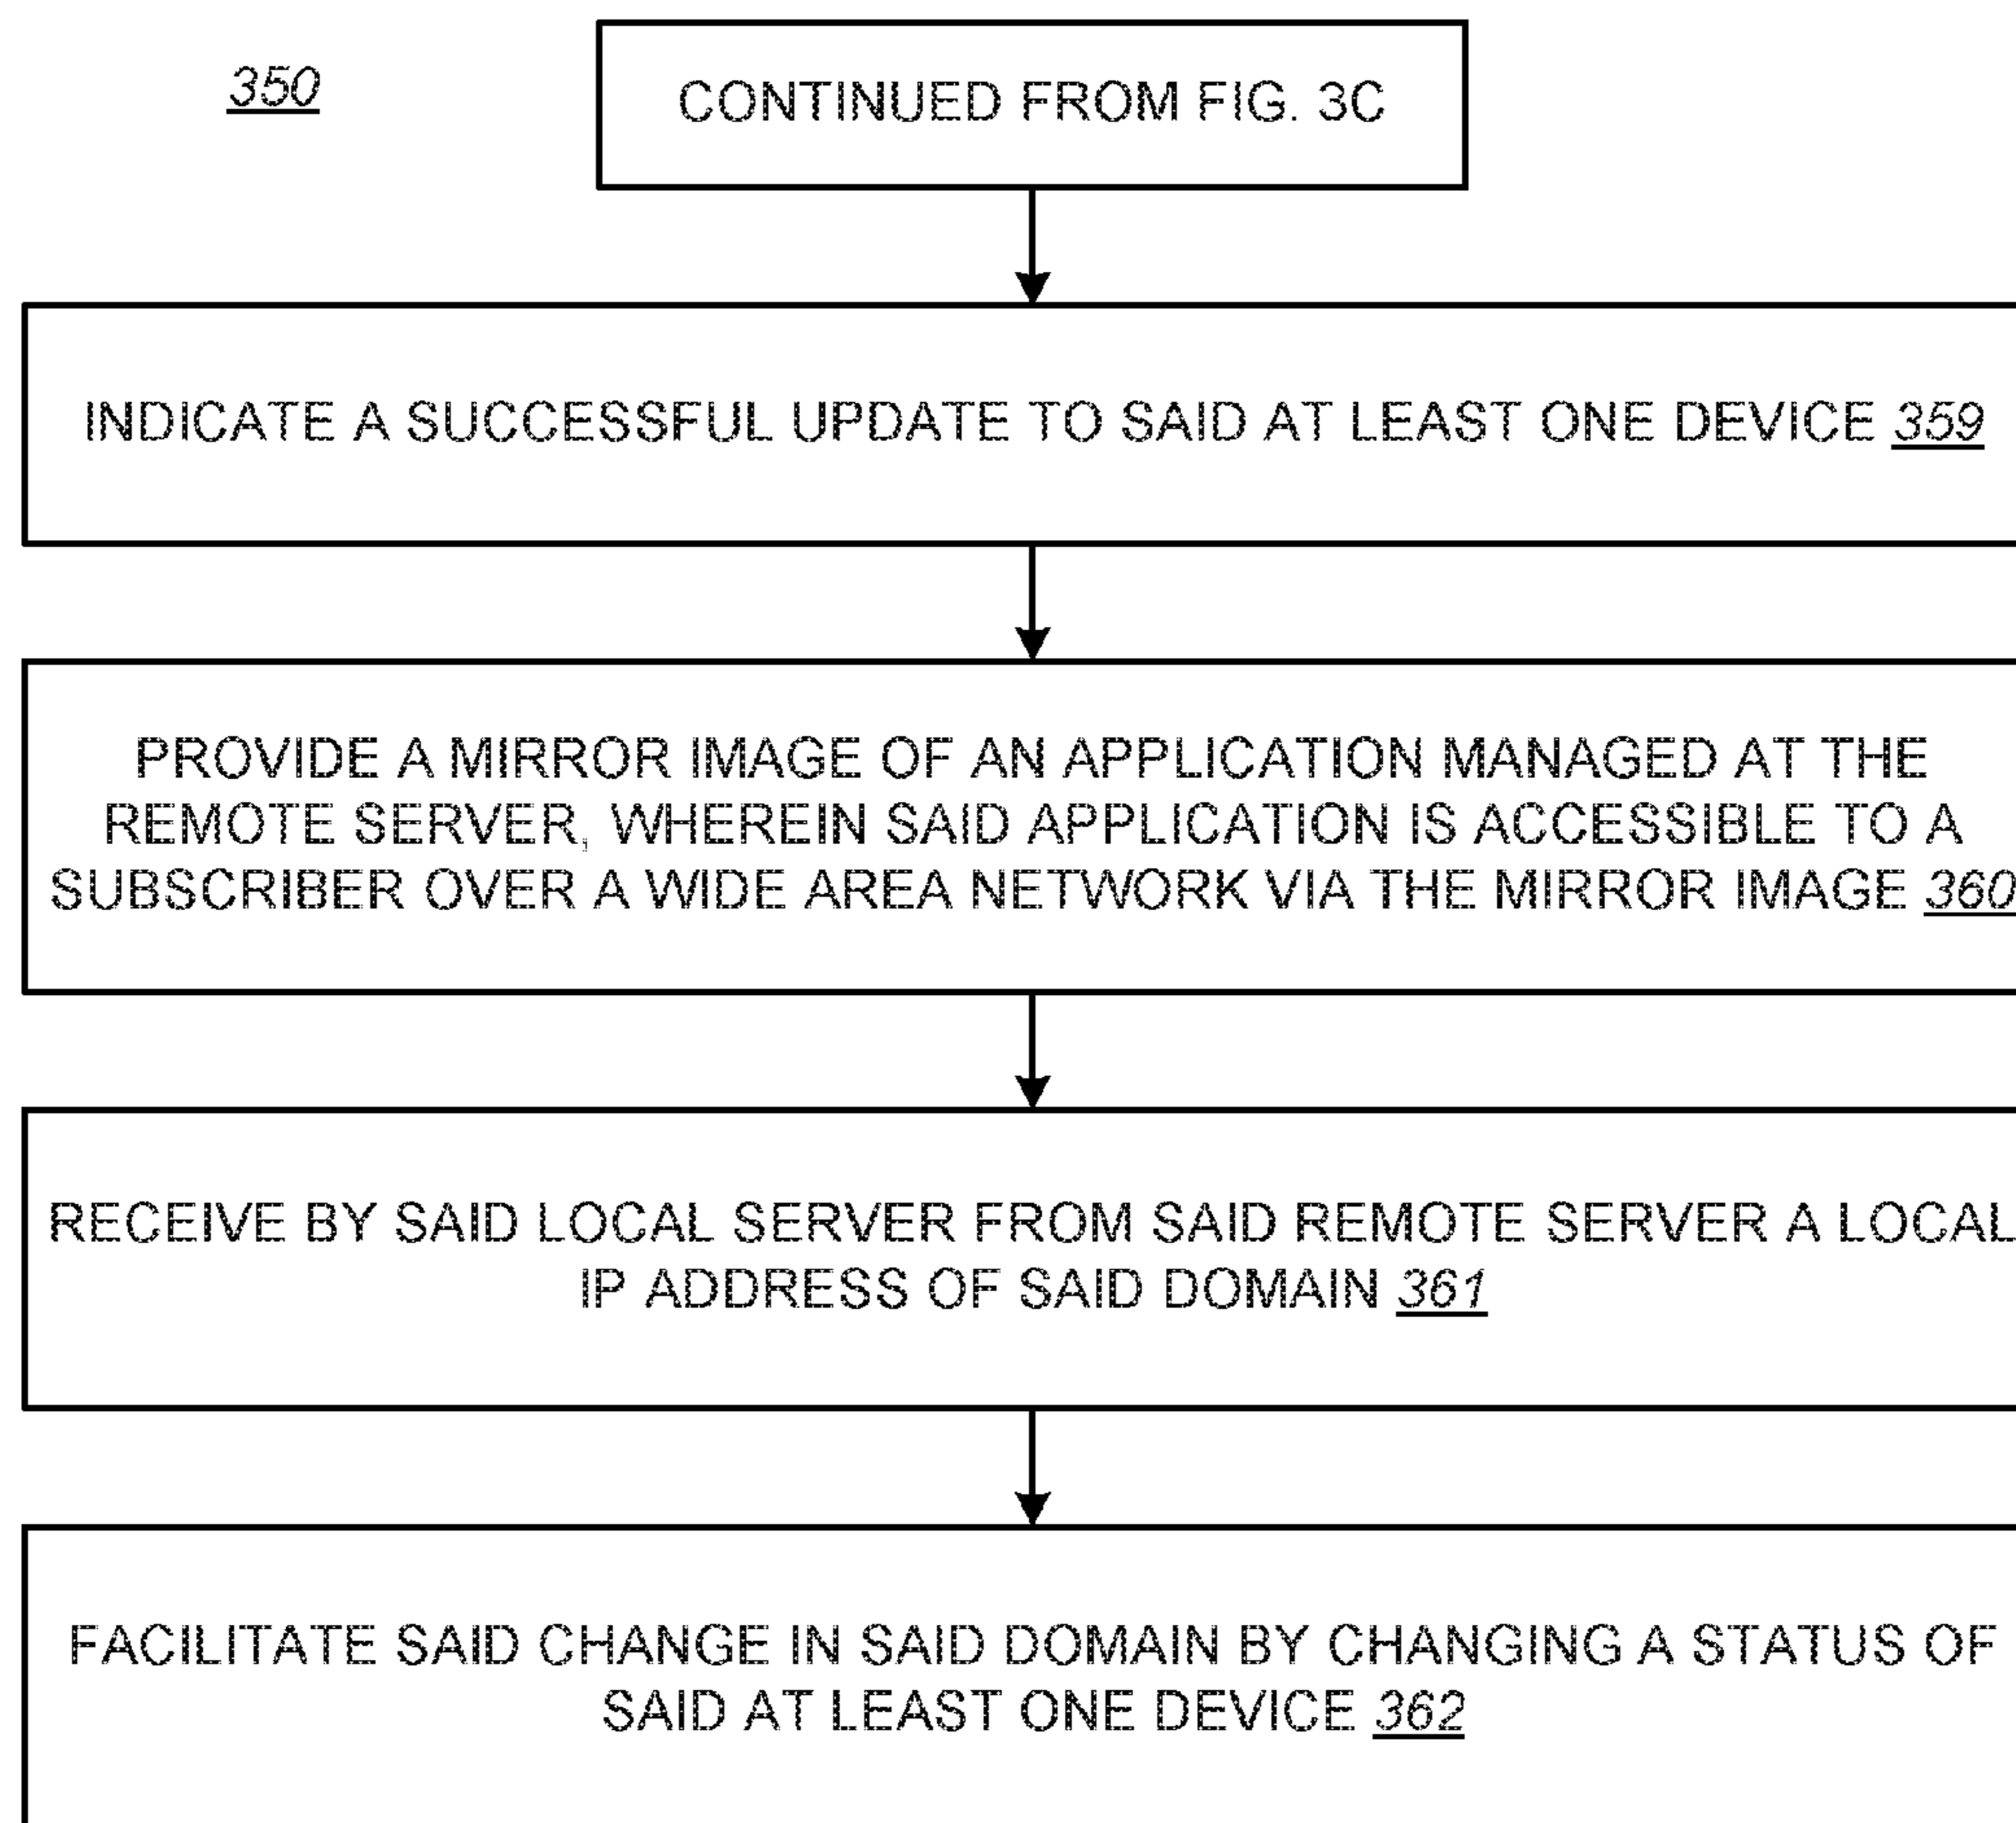 350
CONTINUED FROM FIG. 3C
INDICATE A SUCCESSFUL UPDATE TO SAID AT LEAST ONE DEVICE 359
PROVIDE A MIRROR IMAGE OF AN APPLICATION MANAGED AT THE
REMOTE SERVER, WHEREIN SAID APPLICATION IS ACCESSIBLE TO A
SUBSCRIBER OVER A WIDE AREA NETWORK VIA THE MIRROR IMAGE 360
RECEIVE BY SAID LOCAL SERVER FROM SAID REMOTE SERVER A LOCAL
IP ADDRESS OF SAID DOMAIN 361
FACILITATE SAID CHANGE IN SAID DOMAIN BY CHANGING A STATUS OF
SAID AT LEAST ONE DEVICE 362